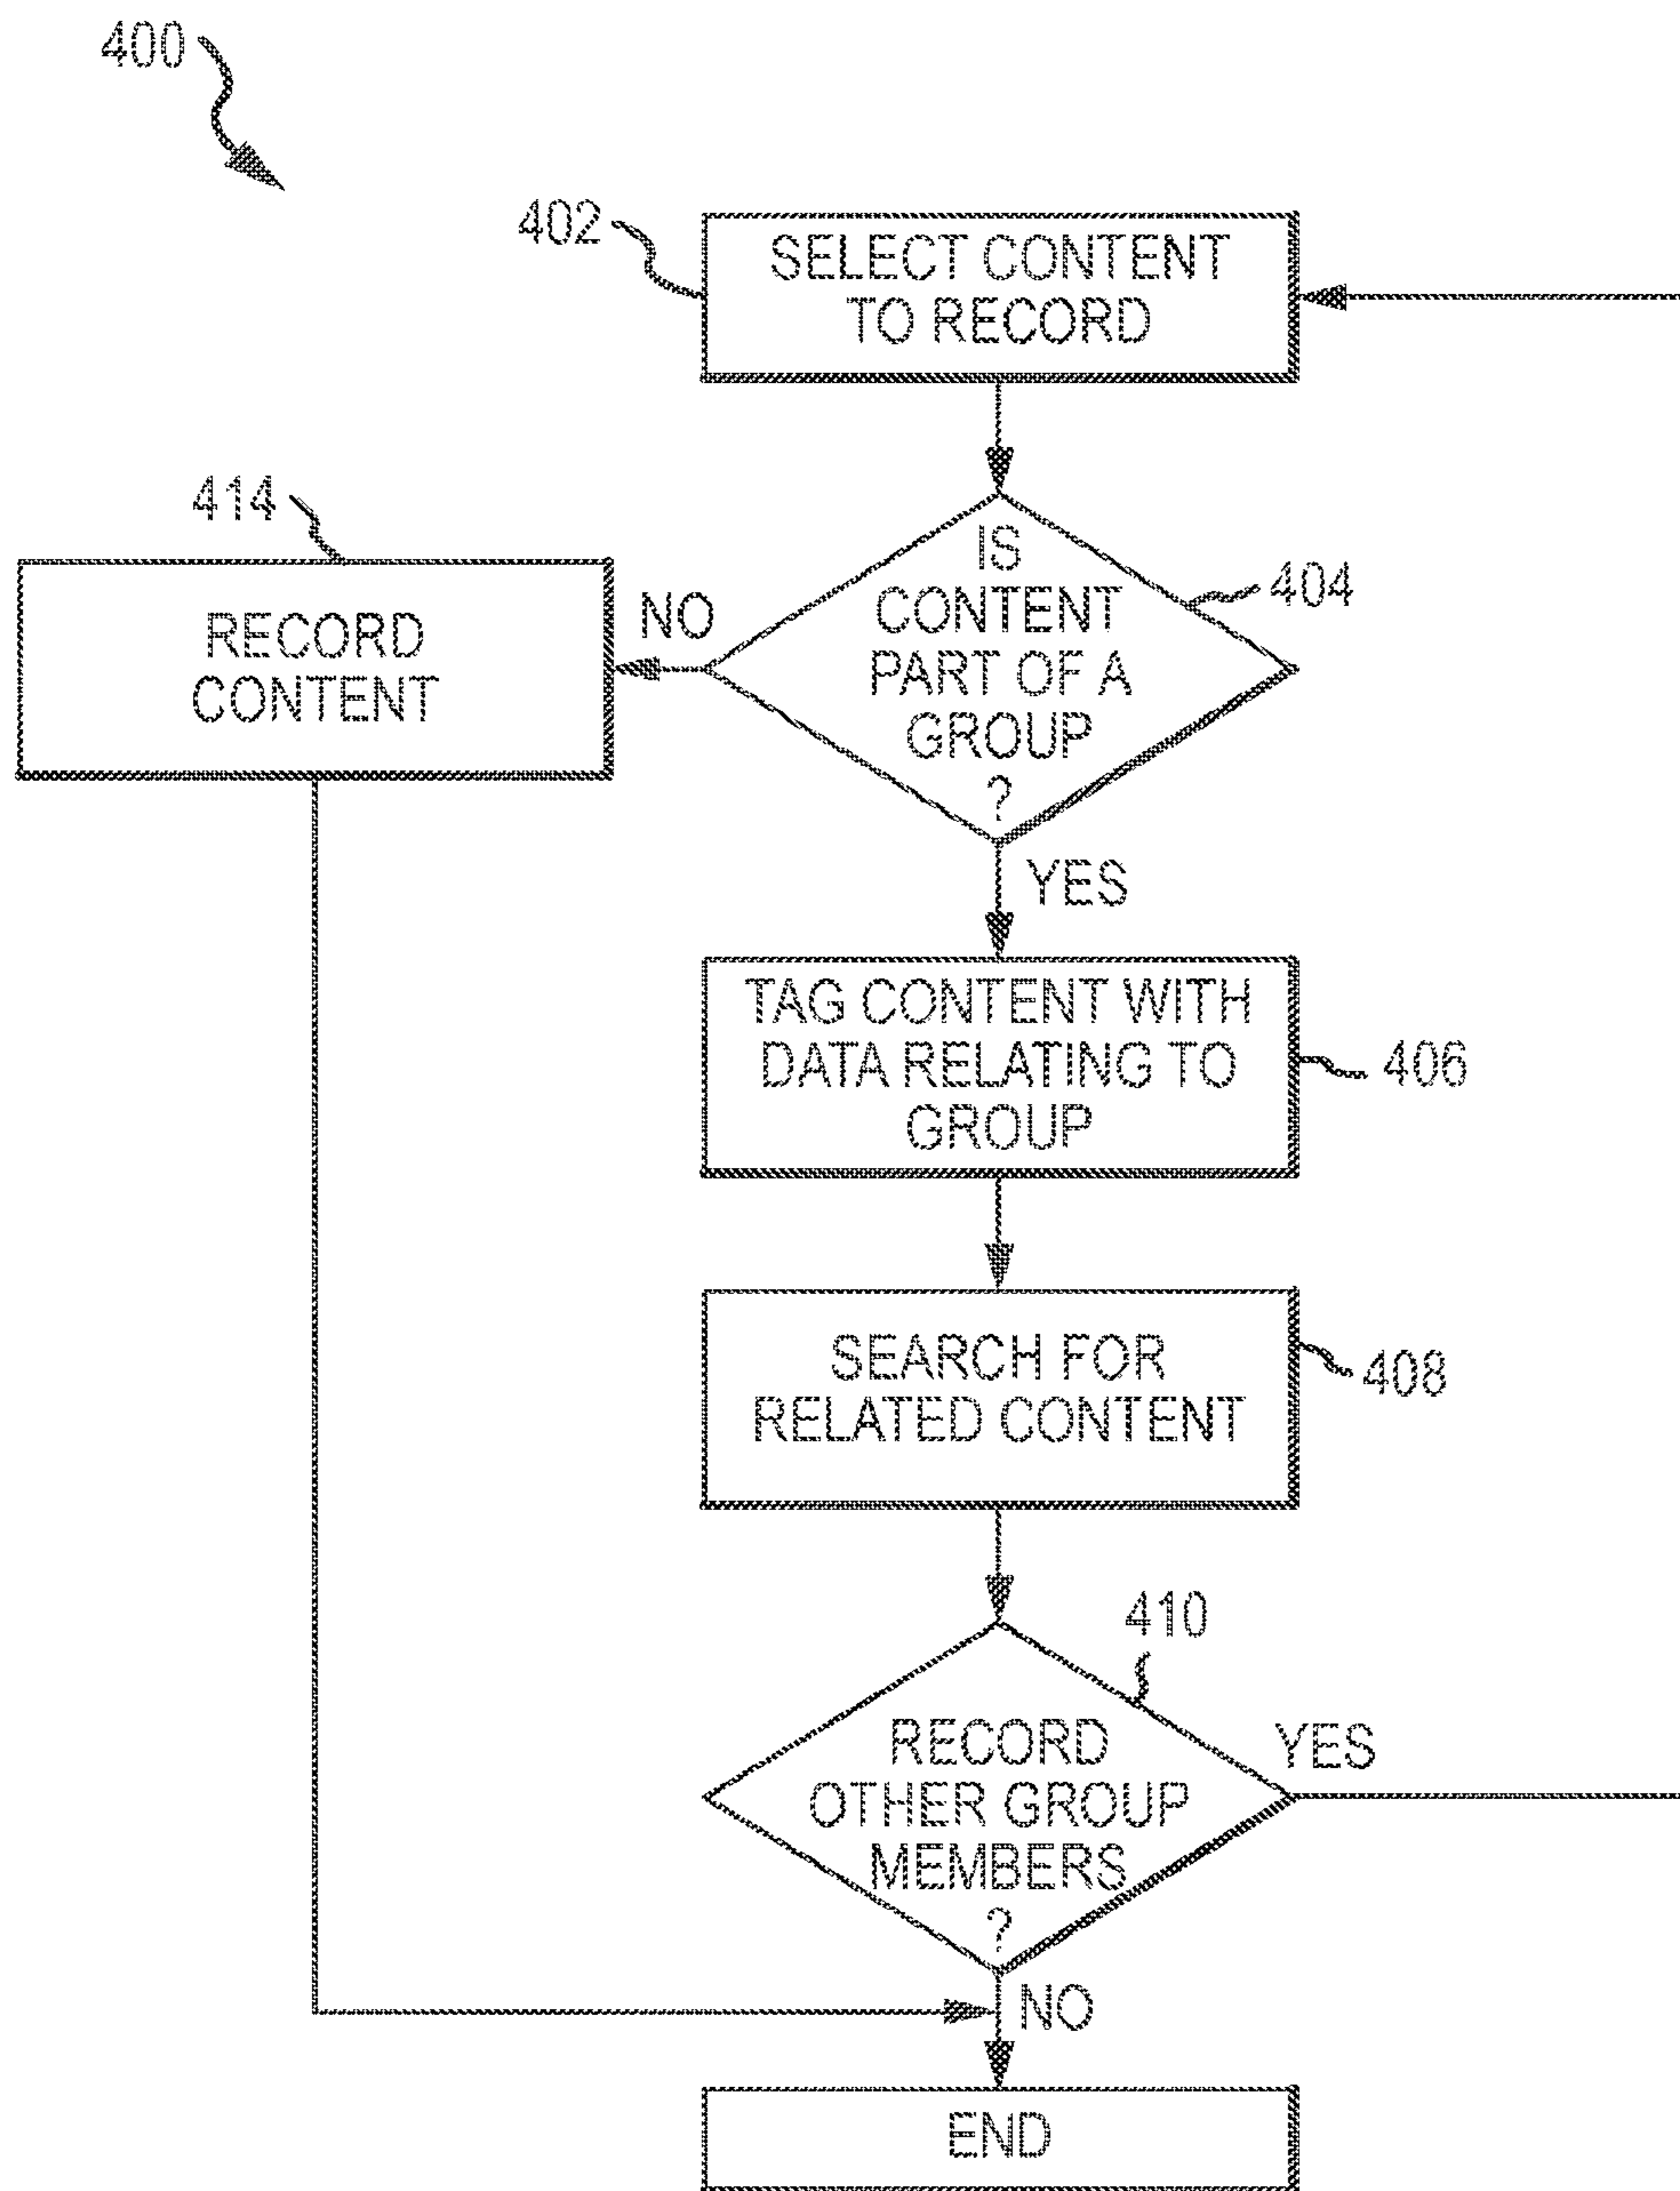 400
402
SELECT CONTENT
TO RECORD
414
RECORD
CONTENT
NO
IS
CONTENT
PART OF A
GROUP
?
404
YES
TAG CONTENT WITH
DATA RELATING TO
GROUP
406
SEARCH FOR
RELATED CONTENT
408
410
RECORD
OTHER GROUP
MEMBERS
?
YES
NO
END